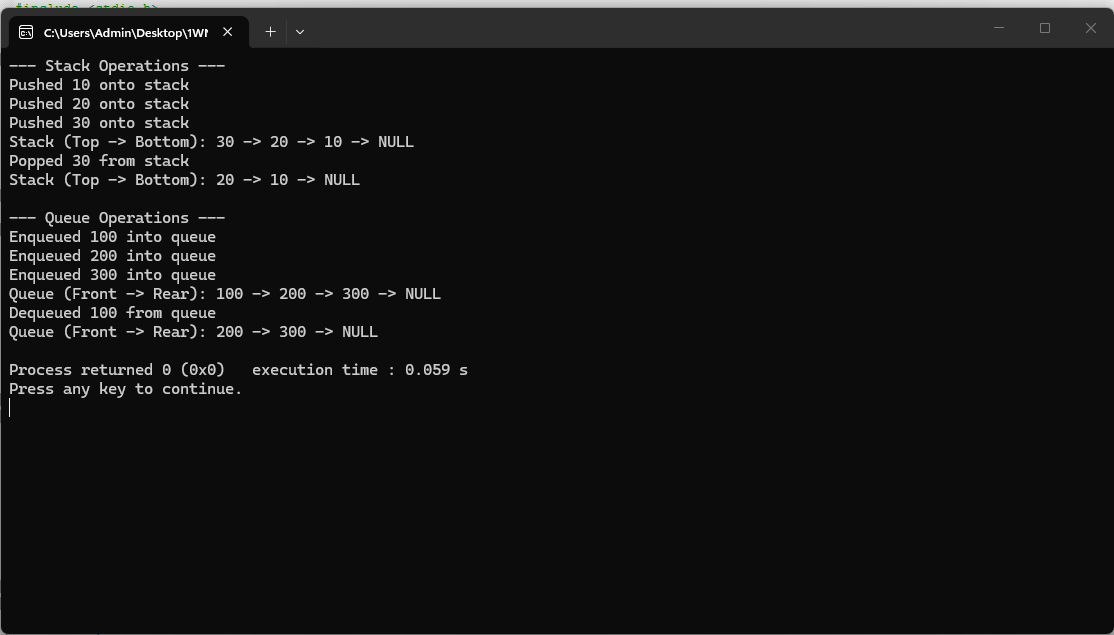 #include <stdio.h>
C:\Users\Admin\Desktop\1WM
--- Stack Operations ---
Pushed 10 onto stack
Pushed 20 onto stack
Pushed 30 onto stack
Stack (Top -> Bottom): 30 -> 20 -> 10 -> NULL
Popped 30 from stack
Stack (Top -> Bottom): 20 -> 10 -> NULL
--- Queue Operations ---
Enqueued 100 into queue
Enqueued 200 into queue
Enqueued 300 into queue
Queue (Front -> Rear): 100 -> 200 -> 300 -> NULL
Dequeued 100 from queue
Queue (Front -> Rear): 200 -> 300 -> NULL
Process returned 0 (0x0)   execution time : 0.059 s
Press any key to continue.